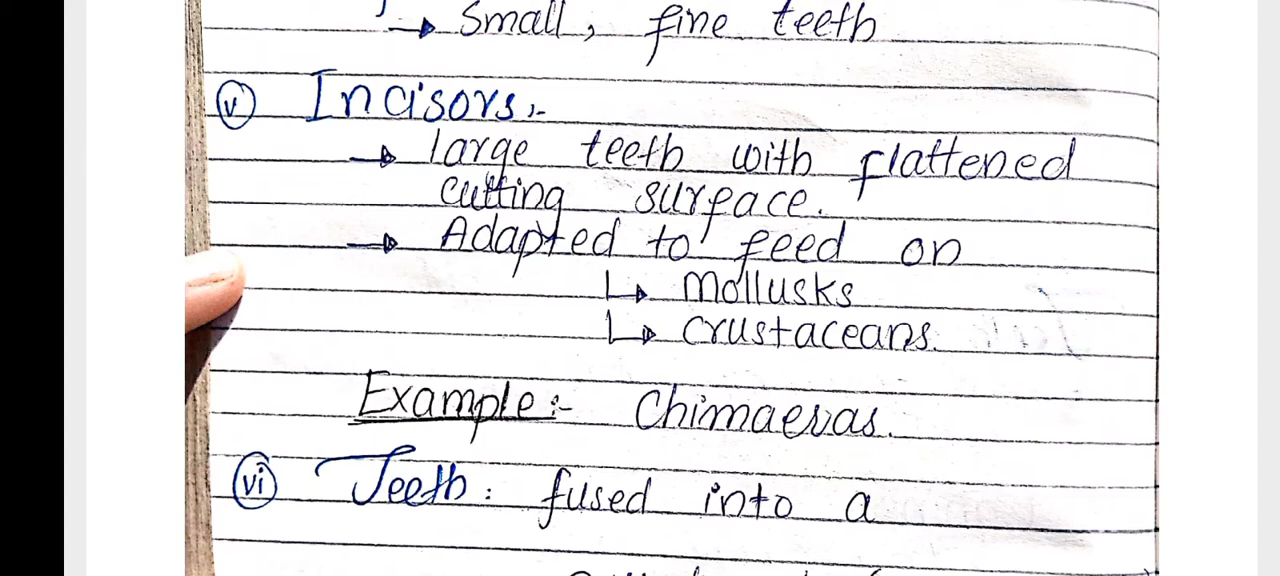 → Small, fine teeth
(v) Incisors :-
→ large teeth with flattened
cutting surface.
→ Adapted to feed on
↳ mollusks
↳ crustaceans.
Example :- Chimaeras.
(vi) Teeth : fused into a